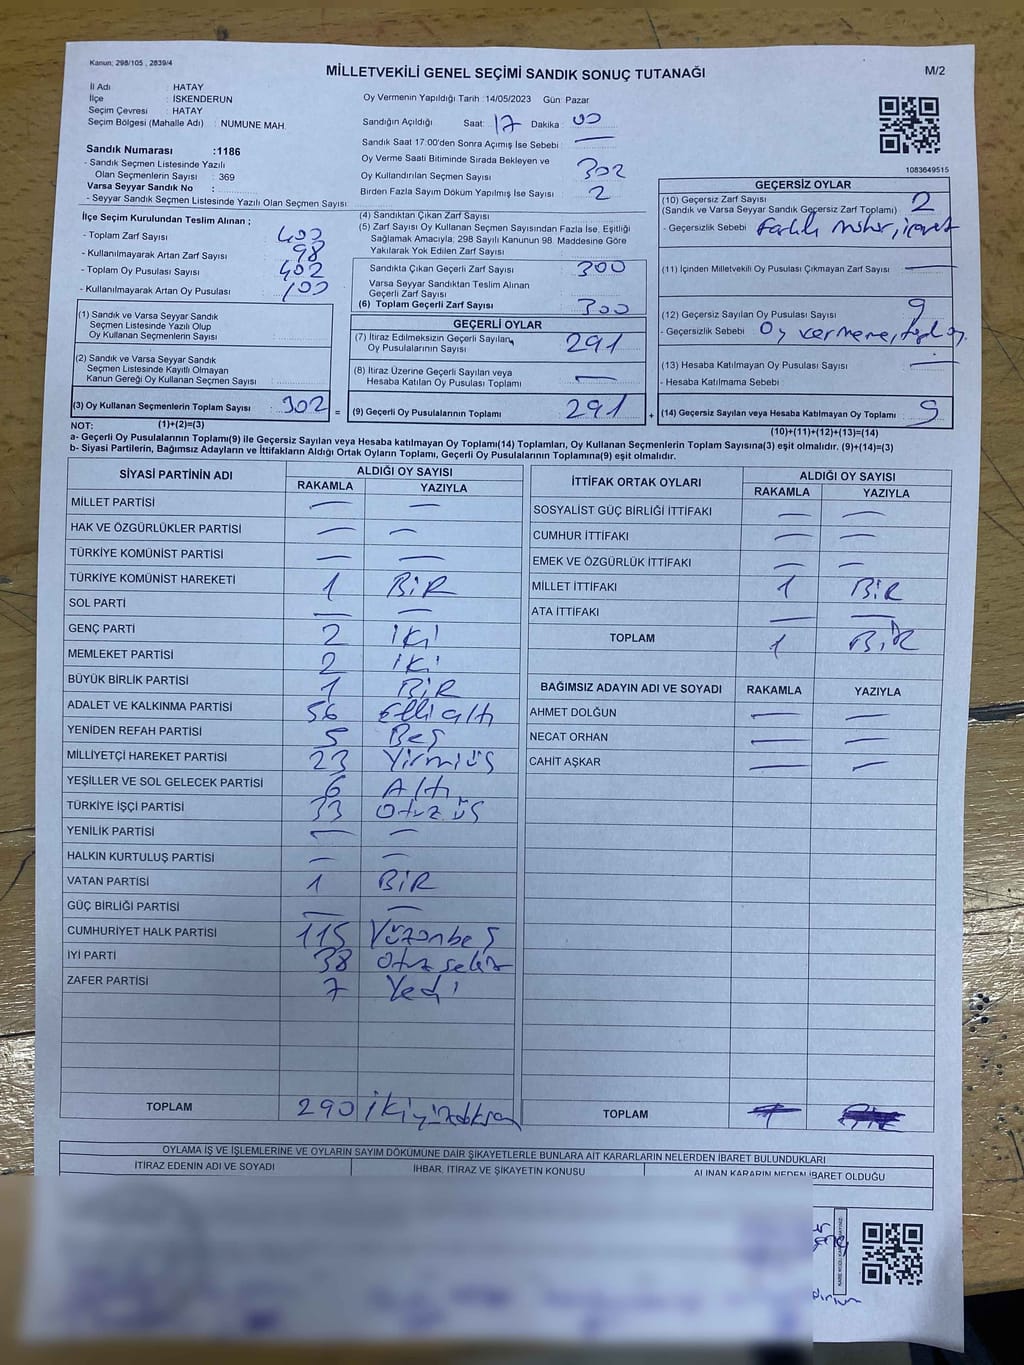 Kanun; 298/105 , 2839/4
MİLLETVEKİLİ GENEL SEÇİMİ SANDIK SONUÇ TUTANAĞI
M/2
İl Adı : HATAY
İlçe : İSKENDERUN
Seçim Çevresi : HATAY
Seçim Bölgesi (Mahalle Adı) : NUMUNE MAH.
Sandık Numarası :1186
- Sandık Seçmen Listesinde Yazılı
Olan Seçmenlerin Sayısı : 369
Varsa Seyyar Sandık No :
- Seyyar Sandık Seçmen Listesinde Yazılı Olan Seçmen Sayısı:
Oy Vermenin Yapıldığı Tarih :14/05/2023 Gün: Pazar
Sandığın Açıldığı Saat: 17 Dakika : 00
Sandık Saat 17:00'den Sonra Açımış İse Sebebi : —
Oy Verme Saati Bitiminde Sırada Bekleyen ve
Oy Kullandırılan Seçmen Sayısı : 302
Birden Fazla Sayım Döküm Yapılmış İse Sayısı : 2
1083649515
İlçe Seçim Kurulundan Teslim Alınan ;
- Toplam Zarf Sayısı : 400
- Kullanılmayarak Artan Zarf Sayısı : 98
- Toplam Oy Pusulası Sayısı : 402
- Kullanılmayarak Artan Oy Pusulası : 100
(1) Sandık ve Varsa Seyyar Sandık
Seçmen Listesinde Yazılı Olup
Oy Kullanan Seçmenlerin Sayısı :
(2) Sandık ve Varsa Seyyar Sandık
Seçmen Listesinde Kayıtlı Olmayan
Kanun Gereği Oy Kullanan Seçmen Sayısı :
(3) Oy Kullanan Seçmenlerin Toplam Sayısı : 302 =
(1)+(2)=(3)
(4) Sandıktan Çıkan Zarf Sayısı
(5) Zarf Sayısı Oy Kullanan Seçmen Sayısından Fazla İse, Eşitliği
Sağlamak Amacıyla, 298 Sayılı Kanunun 98. Maddesine Göre
Yakılarak Yok Edilen Zarf Sayısı
Sandıkta Çıkan Geçerli Zarf Sayısı : 300
Varsa Seyyar Sandıktan Teslim Alınan
Geçerli Zarf Sayısı
(6) Toplam Geçerli Zarf Sayısı : 300
GEÇERLİ OYLAR
(7) İtiraz Edilmeksizin Geçerli Sayılan
Oy Pusulalarının Sayısı : 291
(8) İtiraz Üzerine Geçerli Sayılan veya
Hesaba Katılan Oy Pusulası Toplamı : —
(9) Geçerli Oy Pusulalarının Toplamı : 291 +
GEÇERSİZ OYLAR
(10) Geçersiz Zarf Sayısı 2
(Sandık ve Varsa Seyyar Sandık Geçersiz Zarf Toplamı) :
- Geçersizlik Sebebi : Farklı mühür, işaret
(11) İçinden Milletvekili Oy Pusulası Çıkmayan Zarf Sayısı : —
(12) Geçersiz Sayılan Oy Pusulası Sayısı : 9
- Geçersizlik Sebebi : Oy vermeme,
(13) Hesaba Katılmayan Oy Pusulası Sayısı : —
- Hesaba Katılmama Sebebi
(14) Geçersiz Sayılan veya Hesaba Katılmayan Oy Toplamı : 9
(10)+(11)+(12)+(13)=(14)
NOT:
a- Geçerli Oy Pusulalarının Toplamı(9) ile Geçersiz Sayılan veya Hesaba katılmayan Oy Toplamı(14) Toplamları, Oy Kullanan Seçmenlerin Toplam Sayısına(3) eşit olmalıdır. (9)+(14)=(3)
b- Siyasi Partilerin, Bağımsız Adayların ve İttifakların Aldığı Ortak Oyların Toplamı, Geçerli Oy Pusulalarının Toplamına(9) eşit olmalıdır.
SİYASİ PARTİNİN ADI ALDIĞI OY SAYISI
RAKAMLA YAZIYLA
MİLLET PARTİSİ — —
HAK VE ÖZGÜRLÜKLER PARTİSİ — —
TÜRKİYE KOMÜNİST PARTİSİ — —
TÜRKİYE KOMÜNİST HAREKETİ 1 BİR
SOL PARTİ — —
GENÇ PARTİ 2 iki
MEMLEKET PARTİSİ 2 iki
BÜYÜK BİRLİK PARTİSİ 1 BİR
ADALET VE KALKINMA PARTİSİ 56 Elli altı
YENİDEN REFAH PARTİSİ 5 Beş
MİLLİYETÇİ HAREKET PARTİSİ 23 Yirmiüç
YEŞİLLER VE SOL GELECEK PARTİSİ 6 Altı
TÜRKİYE İŞÇİ PARTİSİ 33 Otuz üç
YENİLİK PARTİSİ — —
HALKIN KURTULUŞ PARTİSİ — —
VATAN PARTİSİ 1 BİR
GÜÇ BİRLİĞİ PARTİSİ — —
CUMHURİYET HALK PARTİSİ 115 Yüzonbeş
İYİ PARTİ 38 Otuz sekiz
ZAFER PARTİSİ 7 Yedi
TOPLAM 290 ikiyüzdoksan
İTTİFAK ORTAK OYLARI ALDIĞI OY SAYISI
RAKAMLA YAZIYLA
SOSYALİST GÜÇ BİRLİĞİ İTTİFAKI — —
CUMHUR İTTİFAKI — —
EMEK VE ÖZGÜRLÜK İTTİFAKI — —
MİLLET İTTİFAKI 1 BİR
ATA İTTİFAKI — —
TOPLAM 1 BİR
BAĞIMSIZ ADAYIN ADI VE SOYADI RAKAMLA YAZIYLA
AHMET DOLĞUN — —
NECAT ORHAN — —
CAHİT AŞKAR — —
TOPLAM
OYLAMA İŞ VE İŞLEMLERİNE VE OYLARIN SAYIM DÖKÜMÜNE DAİR ŞİKAYETLERLE BUNLARA AİT KARARLARIN NELERDEN İBARET BULUNDUKLARI
İTİRAZ EDENİN ADI VE SOYADI İHBAR, İTİRAZ VE ŞİKAYETİN KONUSU ALINAN KARARIN NEDEN İBARET OLDUĞU